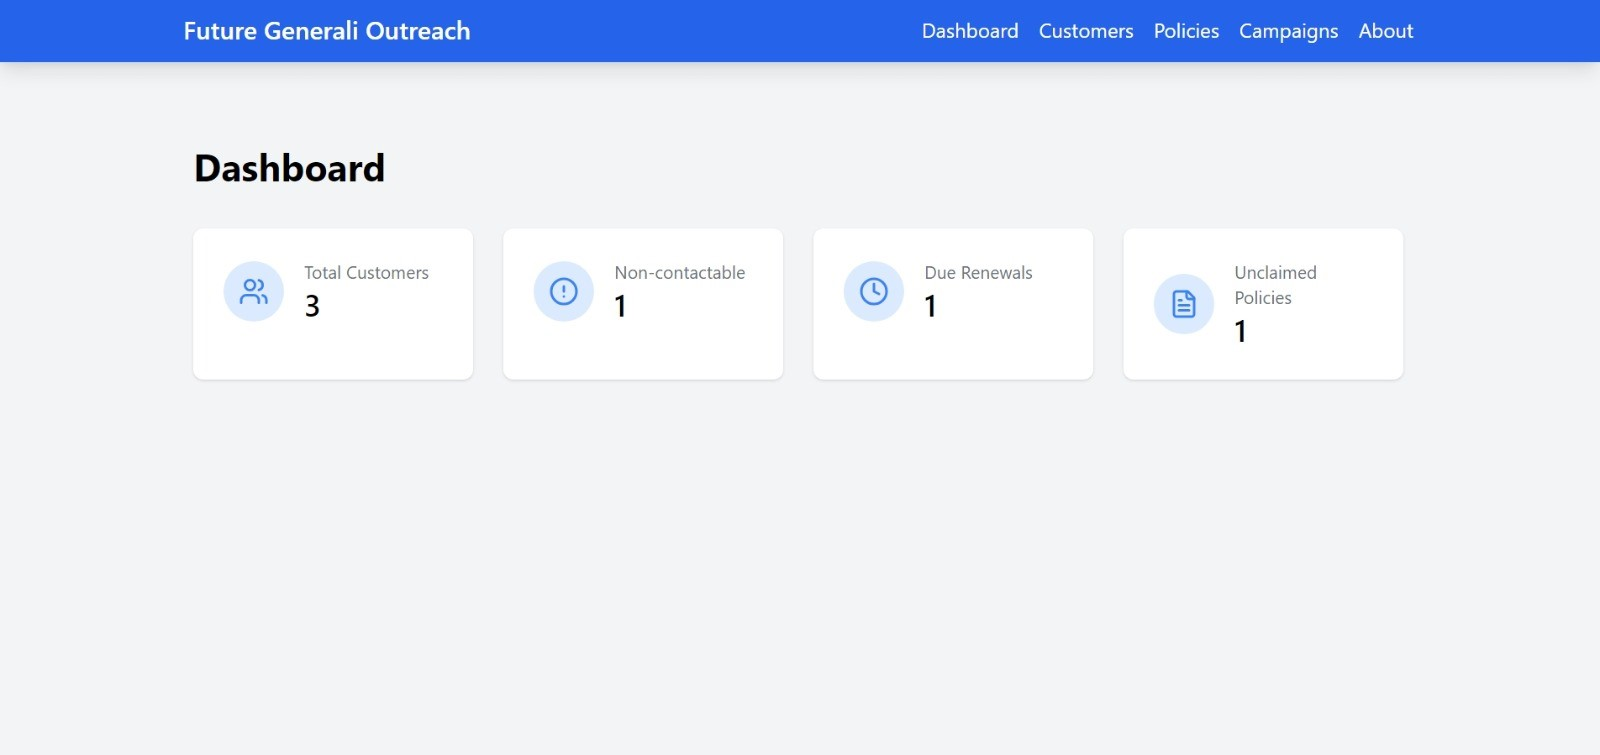 Future Generali Outreach
Dashboard Customers Policies Campaigns About
Dashboard
Total Customers
3
Non-contactable
1
Due Renewals
1
Unclaimed
Policies
1